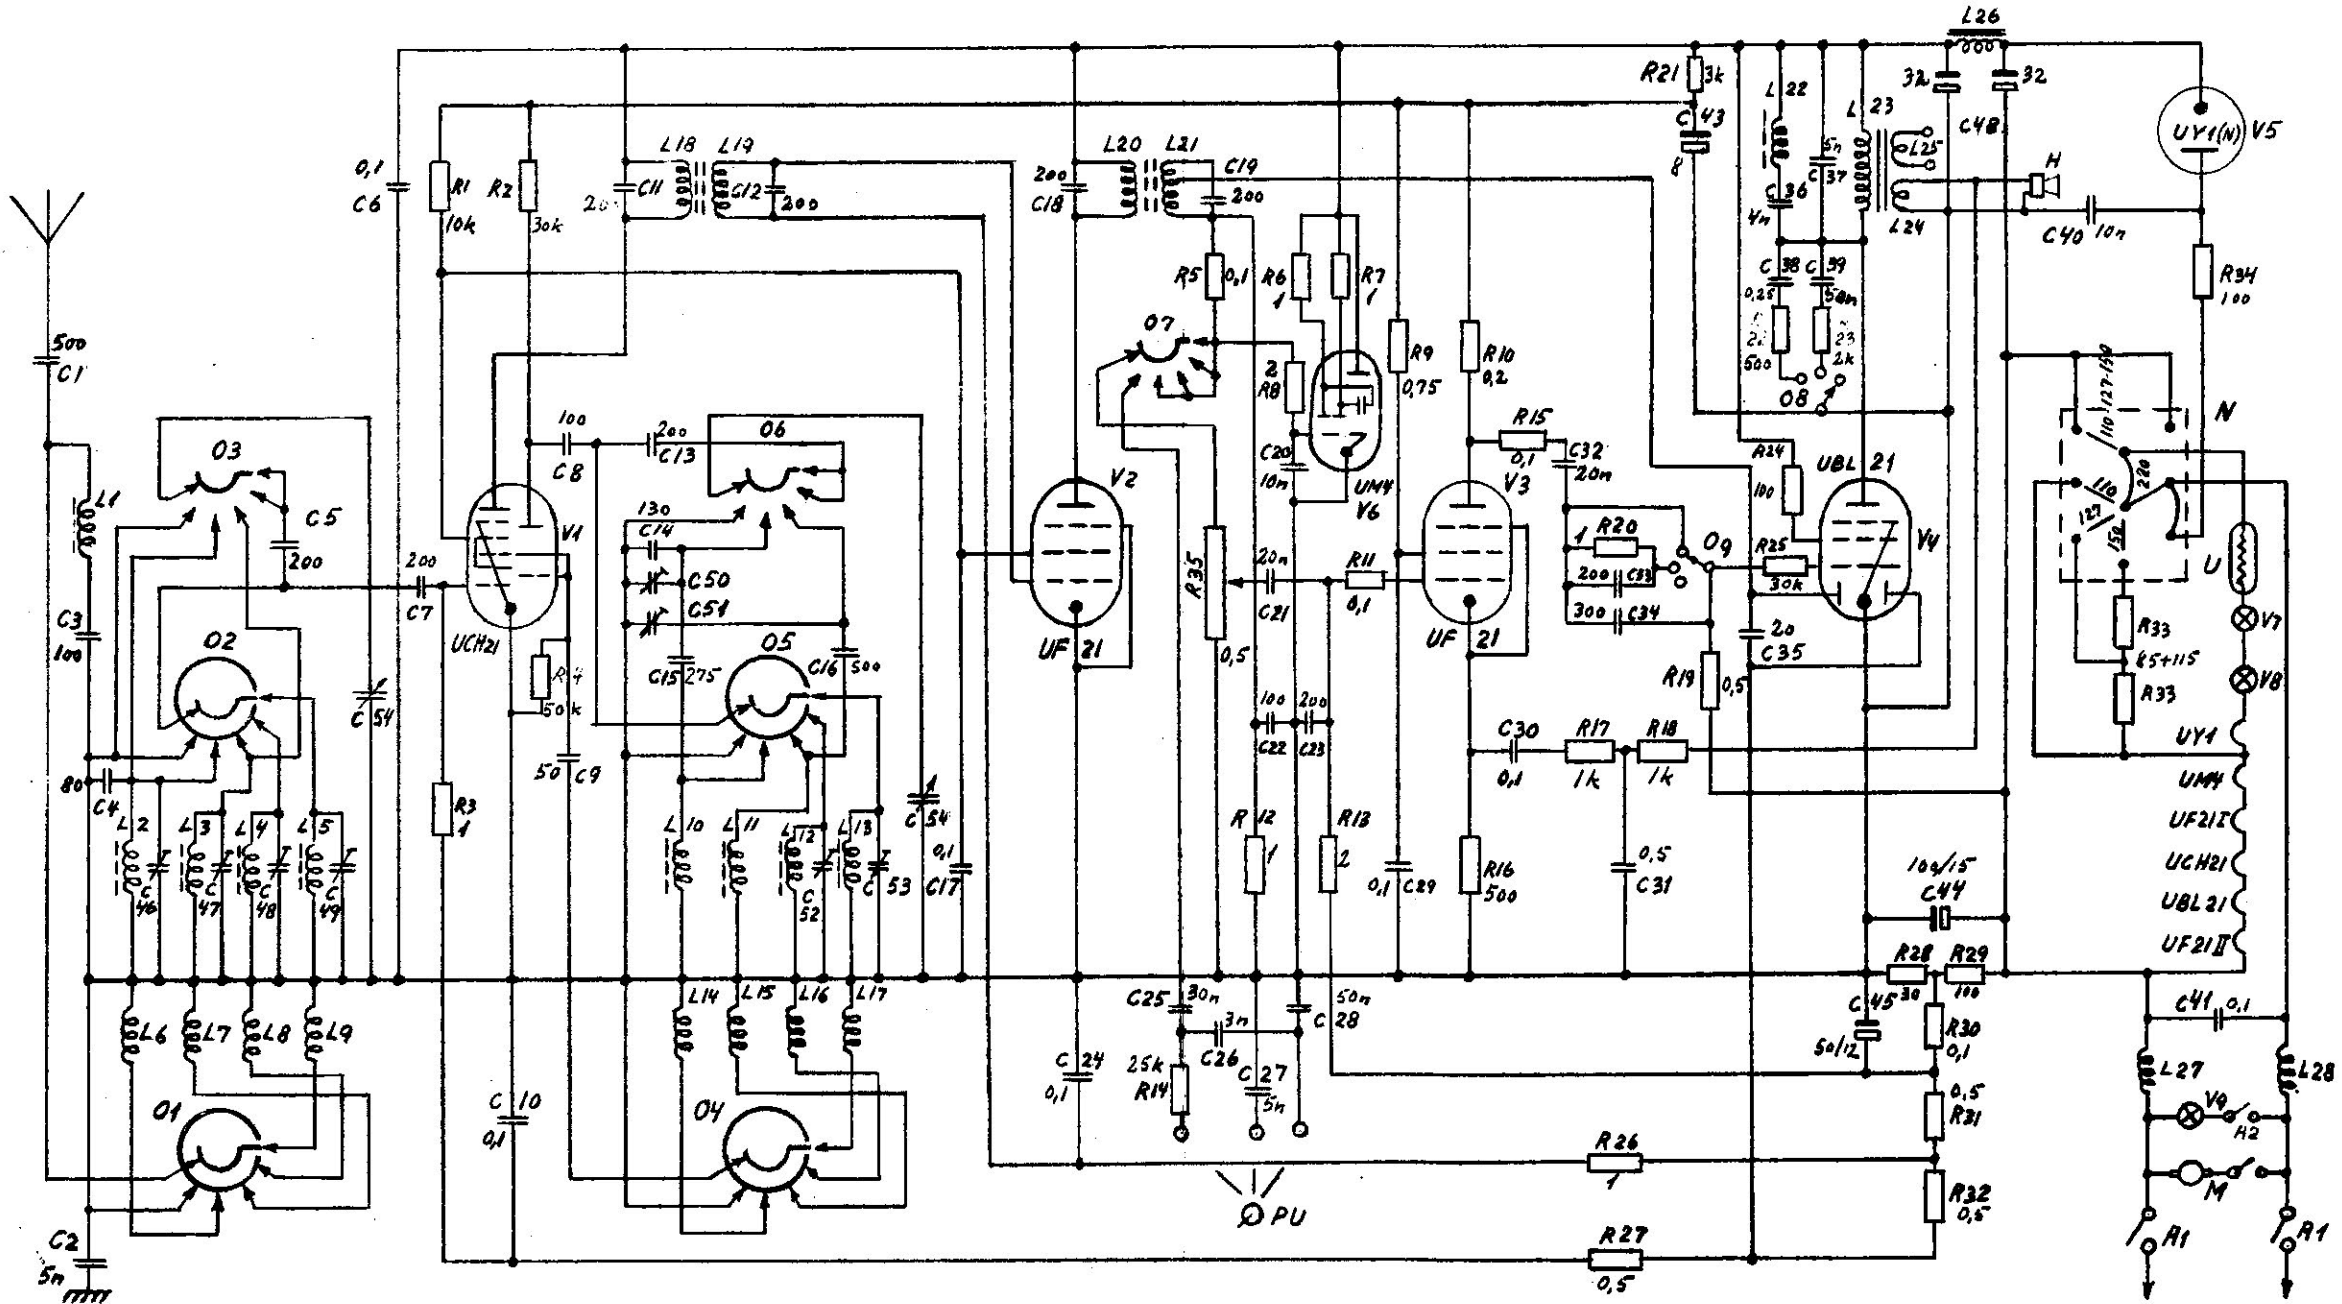 L26
R21
3k
32
32
L22
L23
C43
8
C48
UY1(N)
V5
L25
5n
C37
C36
4n
H
L24
C40
10n
0,1
C6
R1
10k
R2
30k
L18
L19
C11
C12
200
L20
L21
200
C18
C19
200
R5
0,1
R6
1
R7
1
C38
0,25
C39
50n
500
23
2k
O8
R34
100
500
C1
O7
2
R8
R9
0,75
R10
0,2
110-127-150
N
220
110
127
150
O3
100
C8
200
C13
O6
C20
10n
UM4
V6
R15
0,1
C32
20n
V3
R24
100
UBL 21
V4
L1
C5
200
V1
130
C14
C50
C51
V2
200
C7
UCH21
R35
0,5
20n
C21
R11
0,1
UF 21
UF 21
1
R20
200
C33
300
C34
O9
R25
30k
20
C35
U
V7
V8
C3
100
O2
50k
O5
C15
275
C16
500
R19
0,5
R33
85+115
R33
C54
50
C9
100
C22
200
C23
C30
0,1
R17
1k
R18
1k
UY1
UM4
UF21I
UCH21
UBL21
UF21II
80
C4
L2
L3
L4
L5
R3
1
L10
L11
L12
L13
C54
0,1
C17
R12
1
R13
2
0,1
C29
R16
500
0,5
C31
100/15
C44
C46
C47
C48
C49
C52
C53
R28
30
R29
100
L6
L7
L8
L9
L14
L15
L16
L17
C25
30n
3n
C26
50n
C28
C45
50/12
R30
0,1
C41
0,1
L27
L28
O1
C10
0,1
O4
C24
0,1
25k
R14
C27
5n
0,5
R31
V9
A2
R26
1
M
R32
0,5
PU
C2
5n
R27
0,5
A1
A1